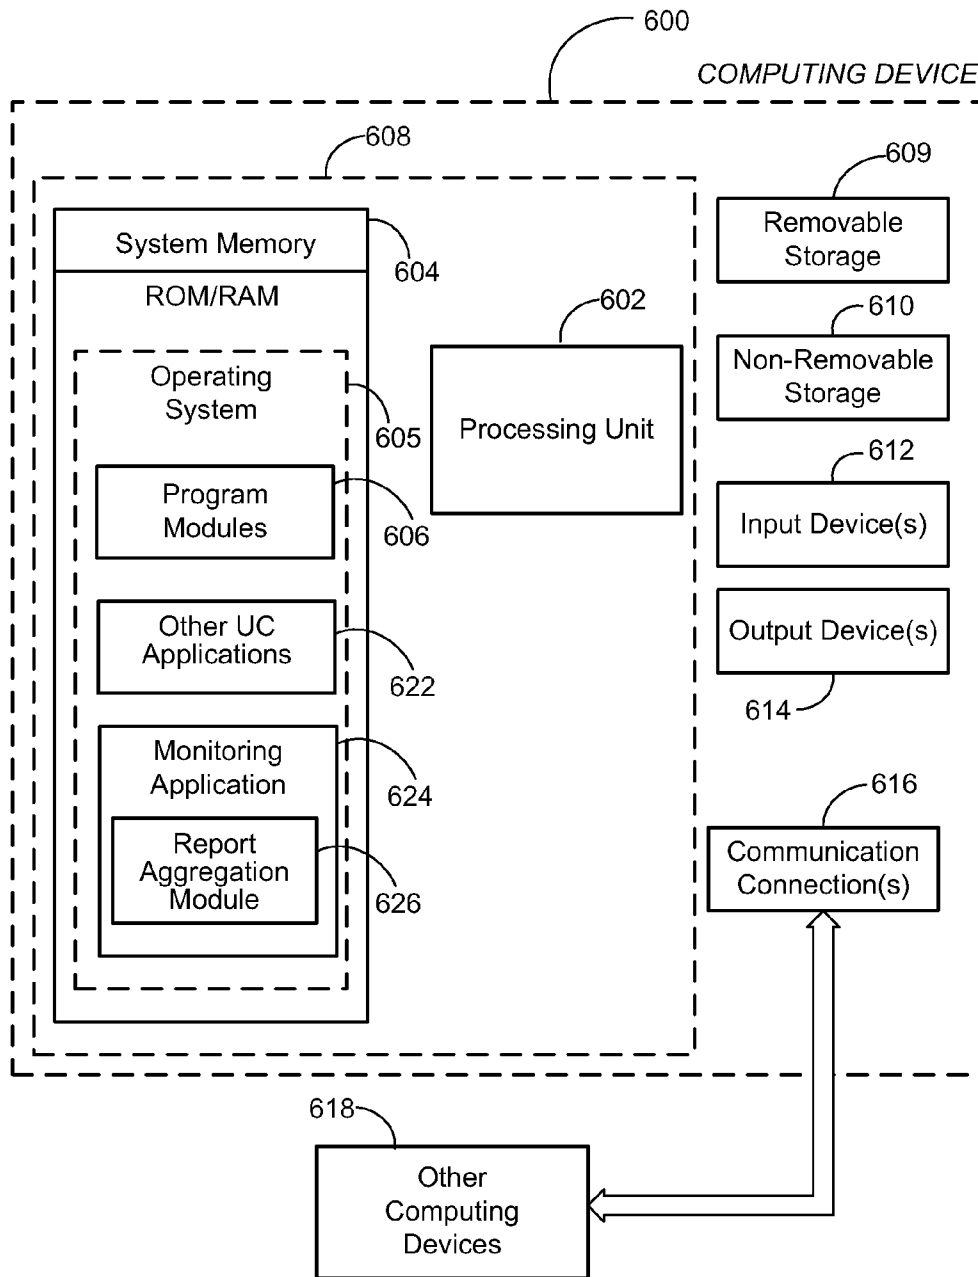 600
COMPUTING DEVICE
608
609
System Memory
604
Removable
Storage
ROM/RAM
602
610
Operating
System
605
Processing Unit
Non-Removable
Storage
Program
Modules
606
612
Input Device(s)
Other UC
Applications
622
Output Device(s)
614
Monitoring
Application
624
616
Report
Aggregation
Module
626
Communication
Connection(s)
618
Other
Computing
Devices